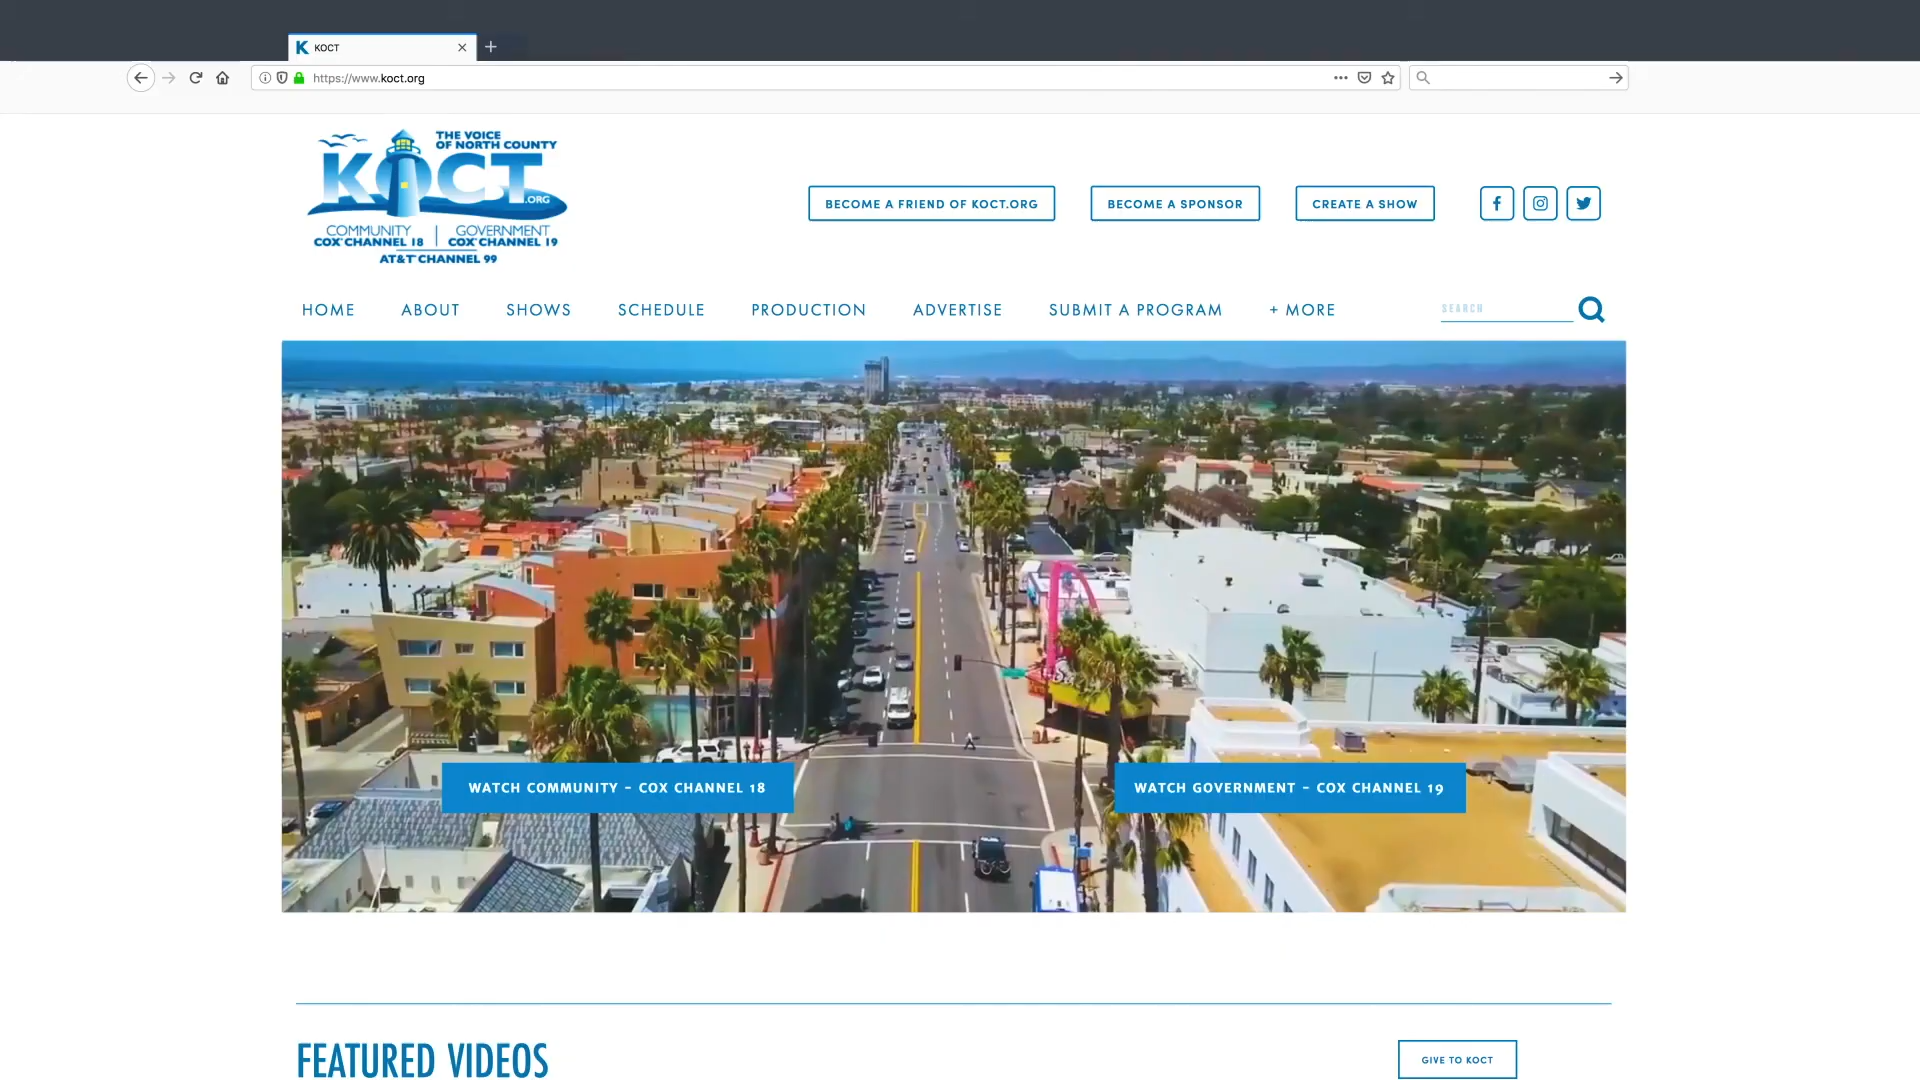 KOCT
https://www.koct.org
THE VOICE
OF NORTH COUNTY
KOCT
.ORG
COMMUNITY | GOVERNMENT
COX CHANNEL 18 | COX CHANNEL 19
AT&T CHANNEL 99
BECOME A FRIEND OF KOCT.ORG
BECOME A SPONSOR
CREATE A SHOW
HOME
ABOUT
SHOWS
SCHEDULE
PRODUCTION
ADVERTISE
SUBMIT A PROGRAM
+ MORE
SEARCH
WATCH COMMUNITY - COX CHANNEL 18
WATCH GOVERNMENT - COX CHANNEL 19
FEATURED VIDEOS
GIVE TO KOCT